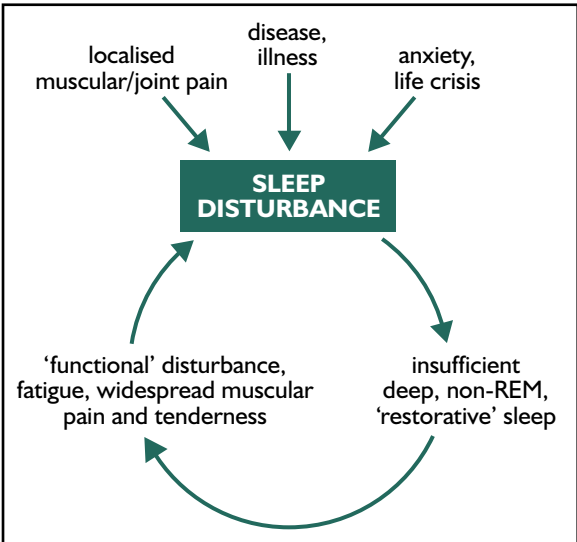 disease,
illness
localised
muscular/joint pain
anxiety,
life crisis
SLEEP
DISTURBANCE
‘functional’ disturbance,
fatigue, widespread muscular
pain and tenderness
insufficient
deep, non-REM,
‘restorative’ sleep